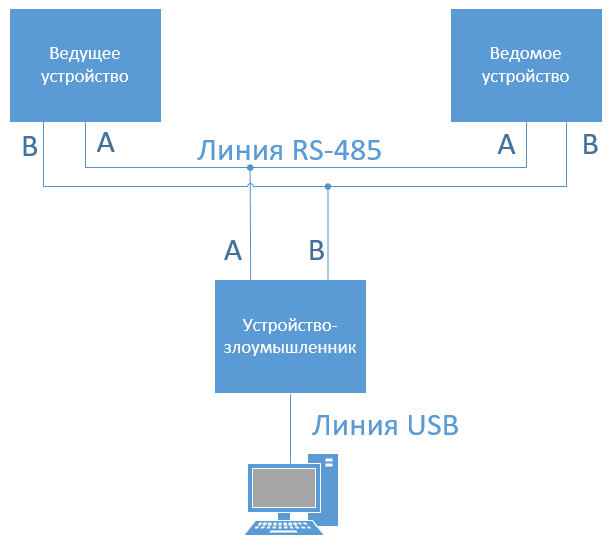 Ведущее
устройство
Ведомое
устройство
B
A
Линия RS-485
A
B
A
B
Устройство-
злоумышленник
Линия USB